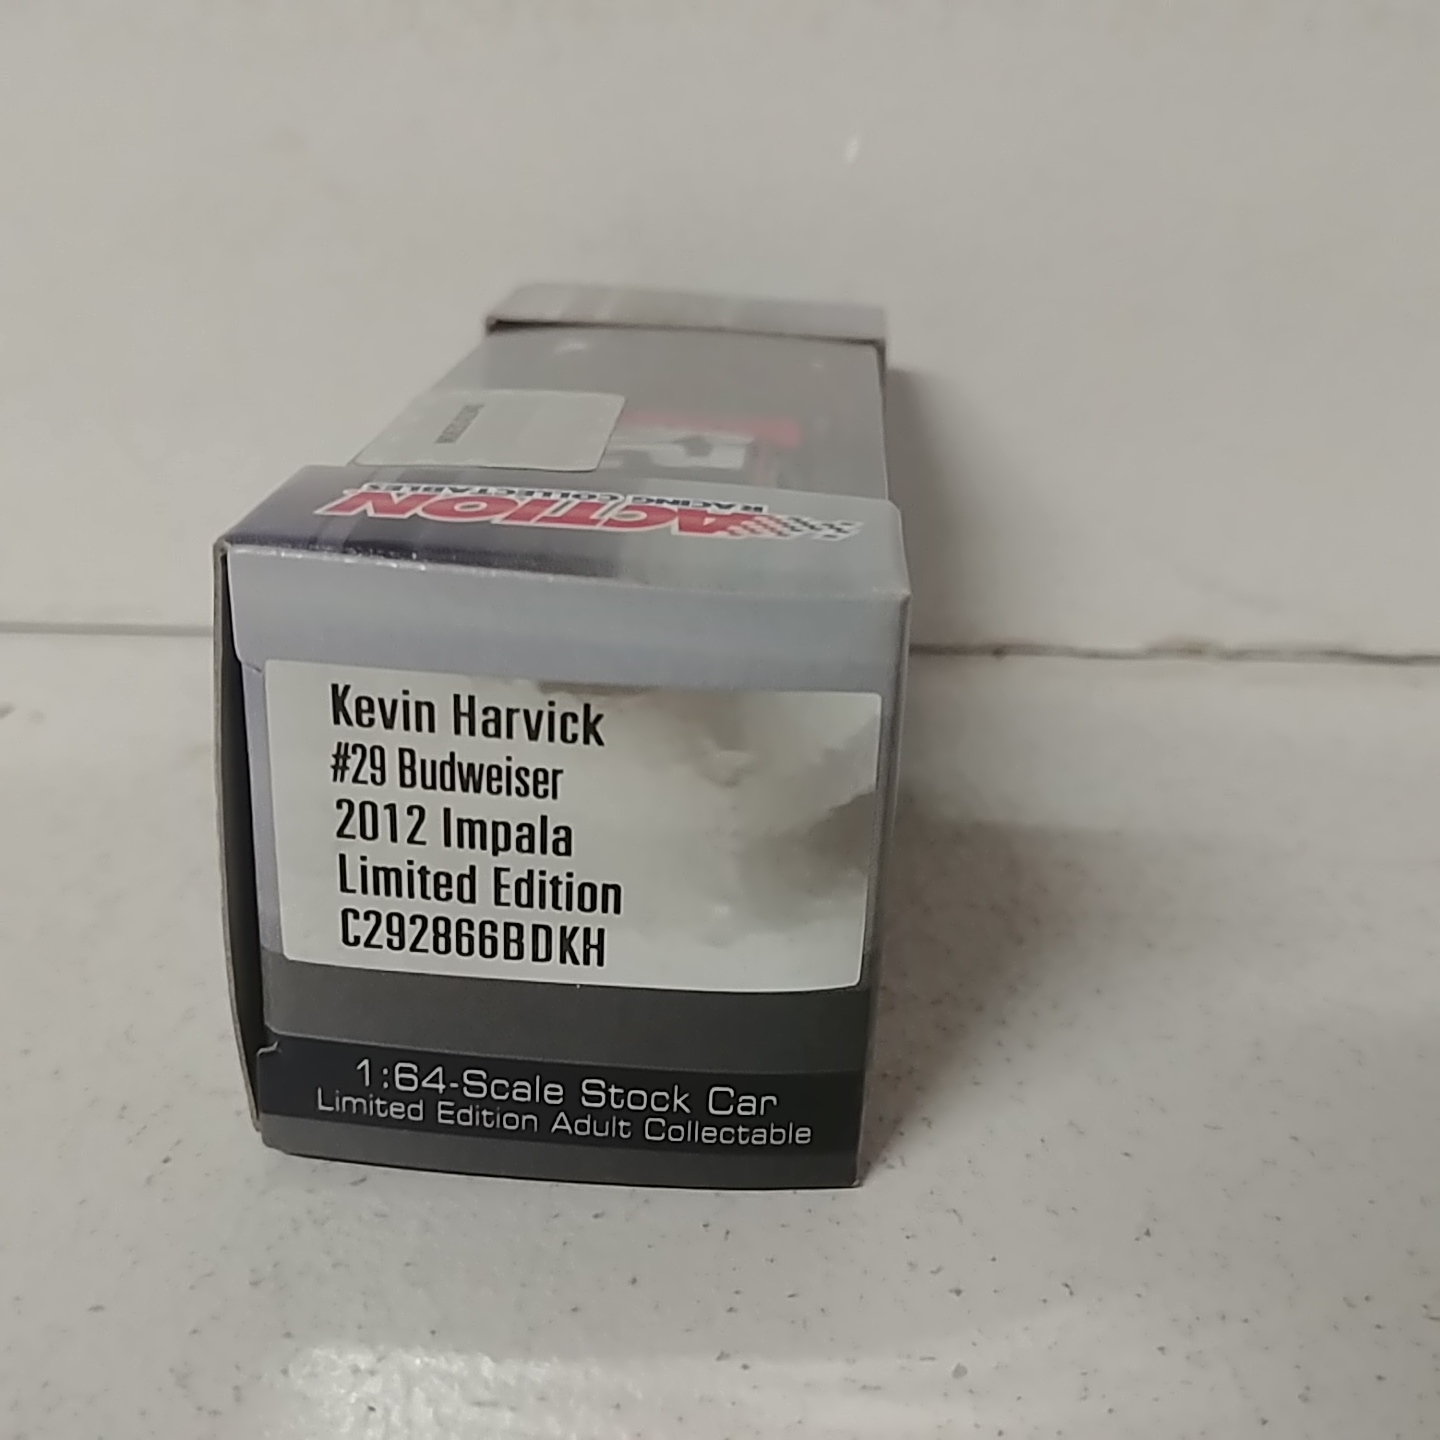 ACTION
RACING COLLECTABLES
Kevin Harvick
#29 Budweiser
2012 Impala
Limited Edition
C292866BDKH
1:64-Scale Stock Car
Limited Edition Adult Collectable